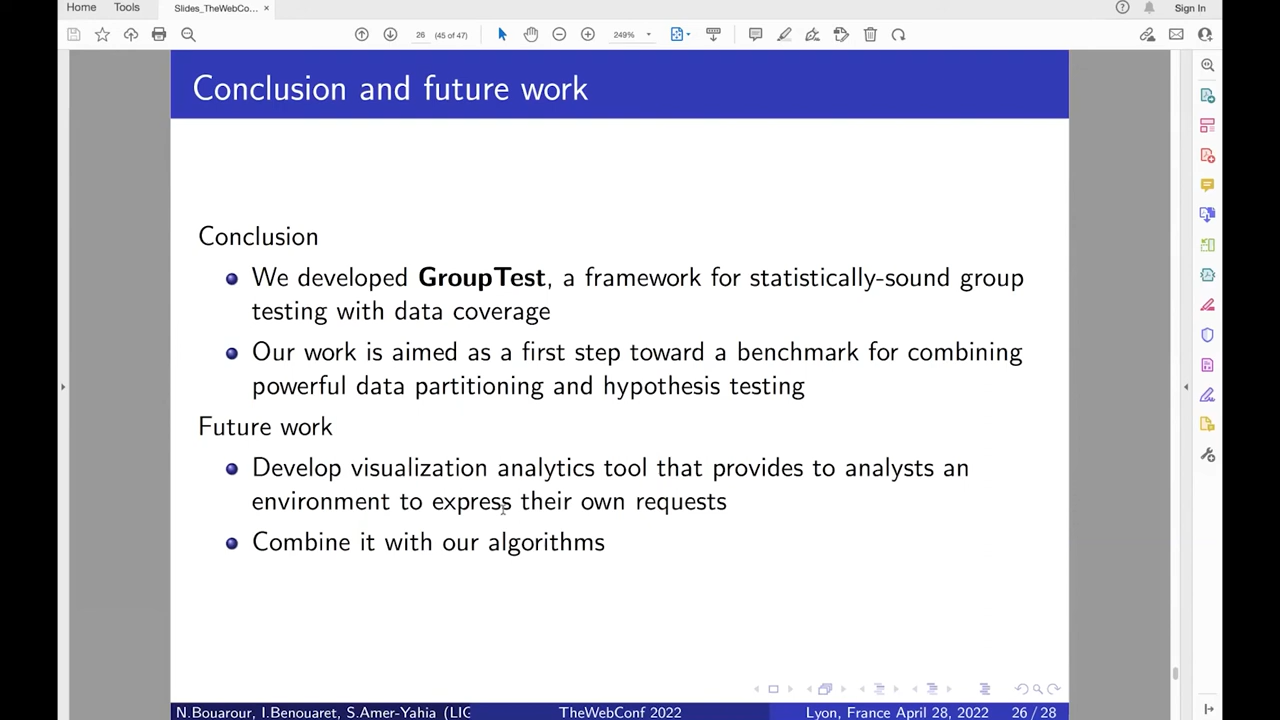 Home Tools Slides_TheWebCo... × Sign In
26 (45 of 47) 249%
Conclusion and future work
Conclusion
We developed GroupTest, a framework for statistically-sound group
testing with data coverage
Our work is aimed as a first step toward a benchmark for combining
powerful data partitioning and hypothesis testing
Future work
Develop visualization analytics tool that provides to analysts an
environment to express their own requests
Combine it with our algorithms
N.Bouarour, I.Benouaret, S.Amer-Yahia (LIG TheWebConf 2022 Lyon, France April 28, 2022 26 / 28